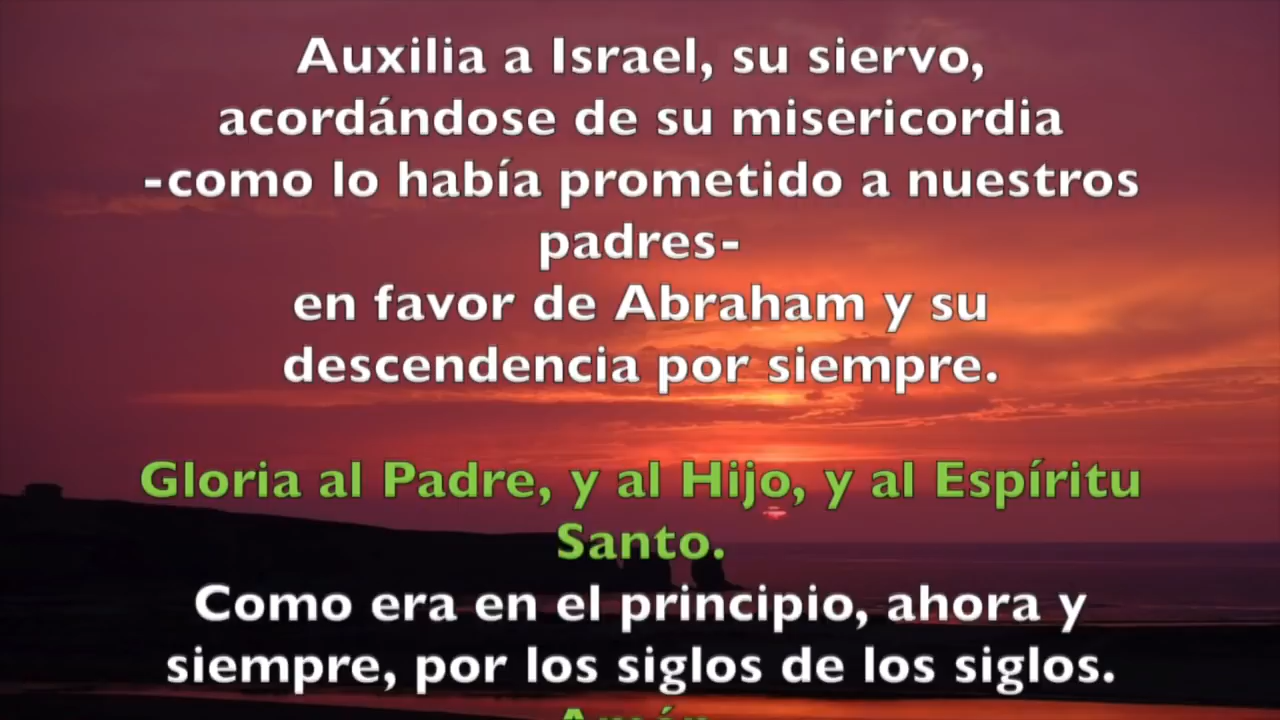 Auxilia a Israel, su siervo,
acordándose de su misericordia
-como lo había prometido a nuestros
padres-
en favor de Abraham y su
descendencia por siempre.
Gloria al Padre, y al Hijo, y al Espíritu
Santo.
Como era en el principio, ahora y
siempre, por los siglos de los siglos.